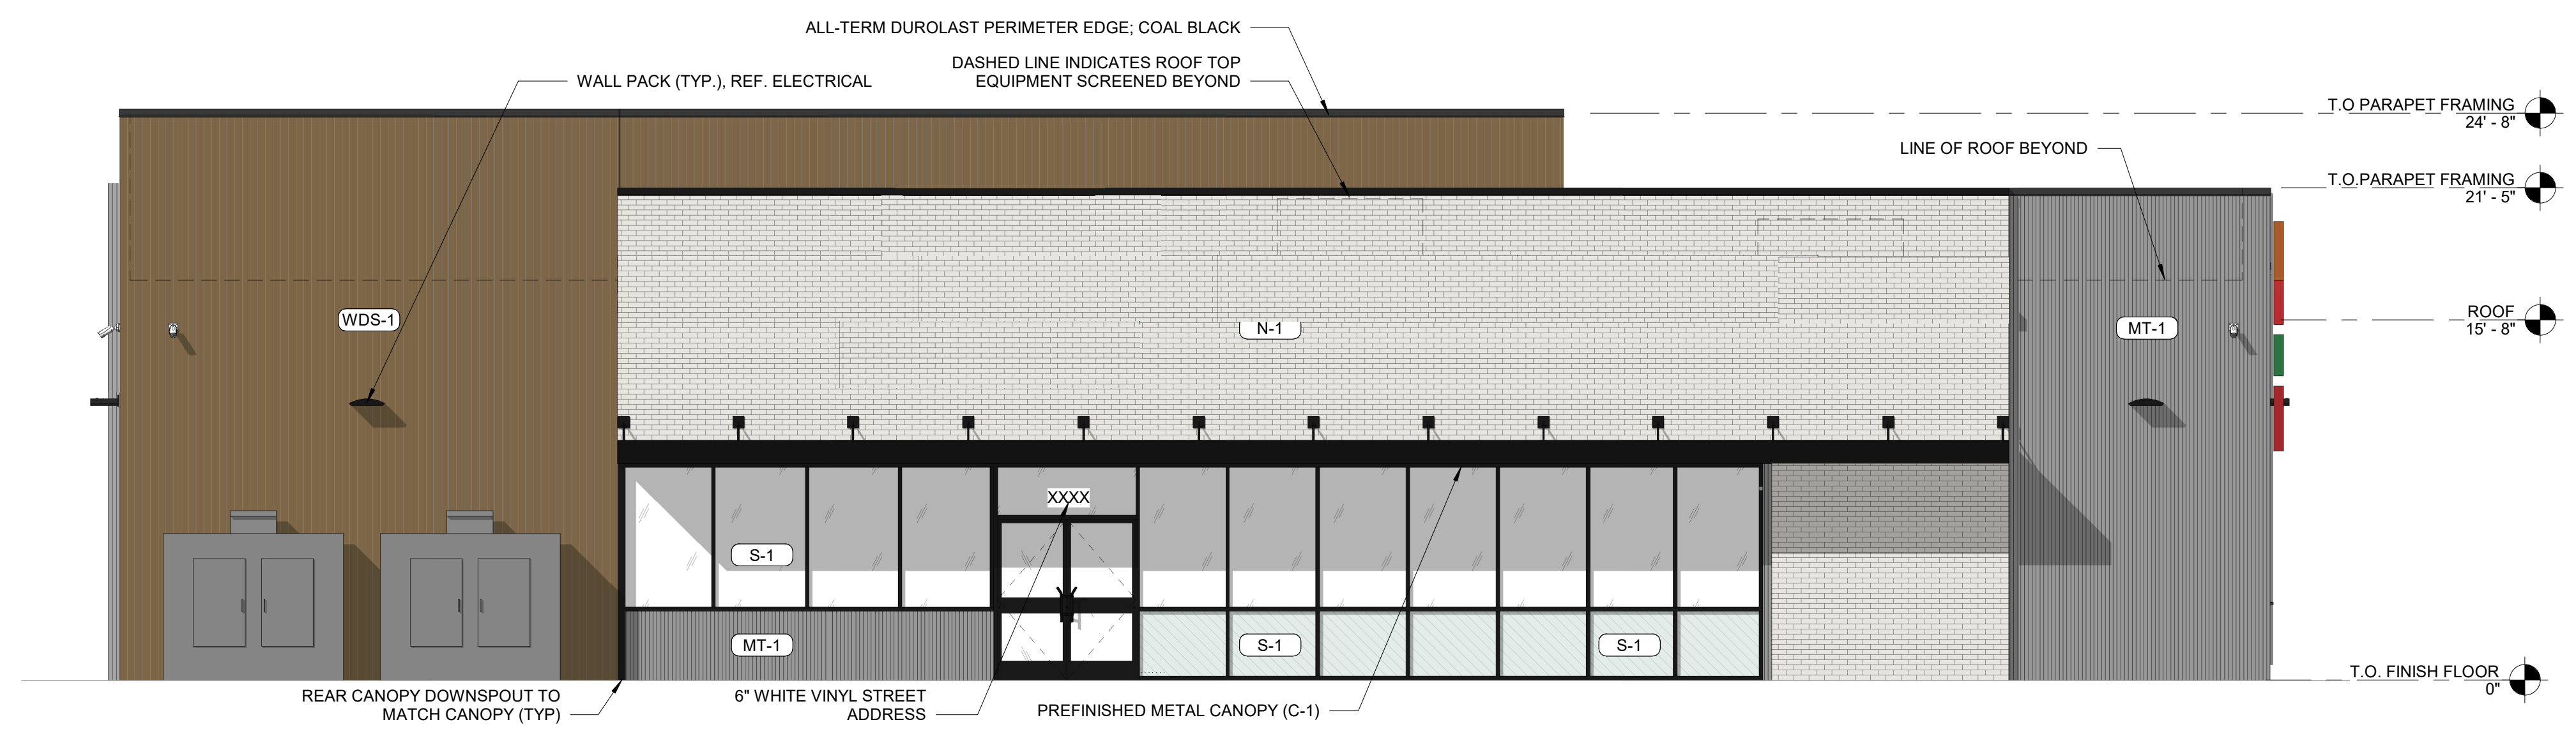 ALL-TERM DUROLAST PERIMETER EDGE; COAL BLACK
DASHED LINE INDICATES ROOF TOP
EQUIPMENT SCREENED BEYOND
WALL PACK (TYP.), REF. ELECTRICAL
T.O PARAPET FRAMING
24' - 8"
LINE OF ROOF BEYOND
T.O.PARAPET FRAMING
21' - 5"
ROOF
15' - 8"
WDS-1
N-1
MT-1
XXXX
S-1
MT-1
S-1
S-1
T.O. FINISH FLOOR
0"
REAR CANOPY DOWNSPOUT TO
MATCH CANOPY (TYP)
6" WHITE VINYL STREET
ADDRESS
PREFINISHED METAL CANOPY (C-1)